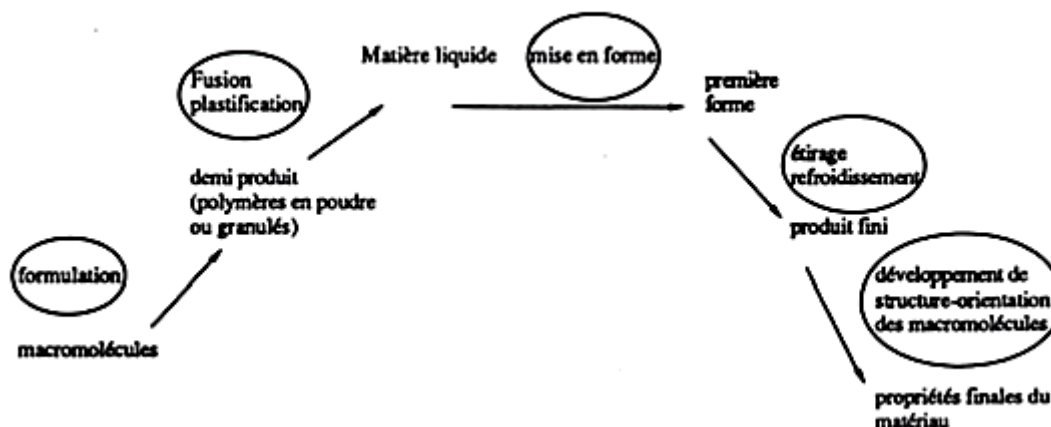 Matière liquide
mise en forme
Fusion
plastification
première
forme
étirage
refroidissement
demi produit
(polymères en poudre
ou granulés)
produit fini
formulation
développement de
structure-orientation
des macromolécules
macromolécules
propriétés finales du
matériau